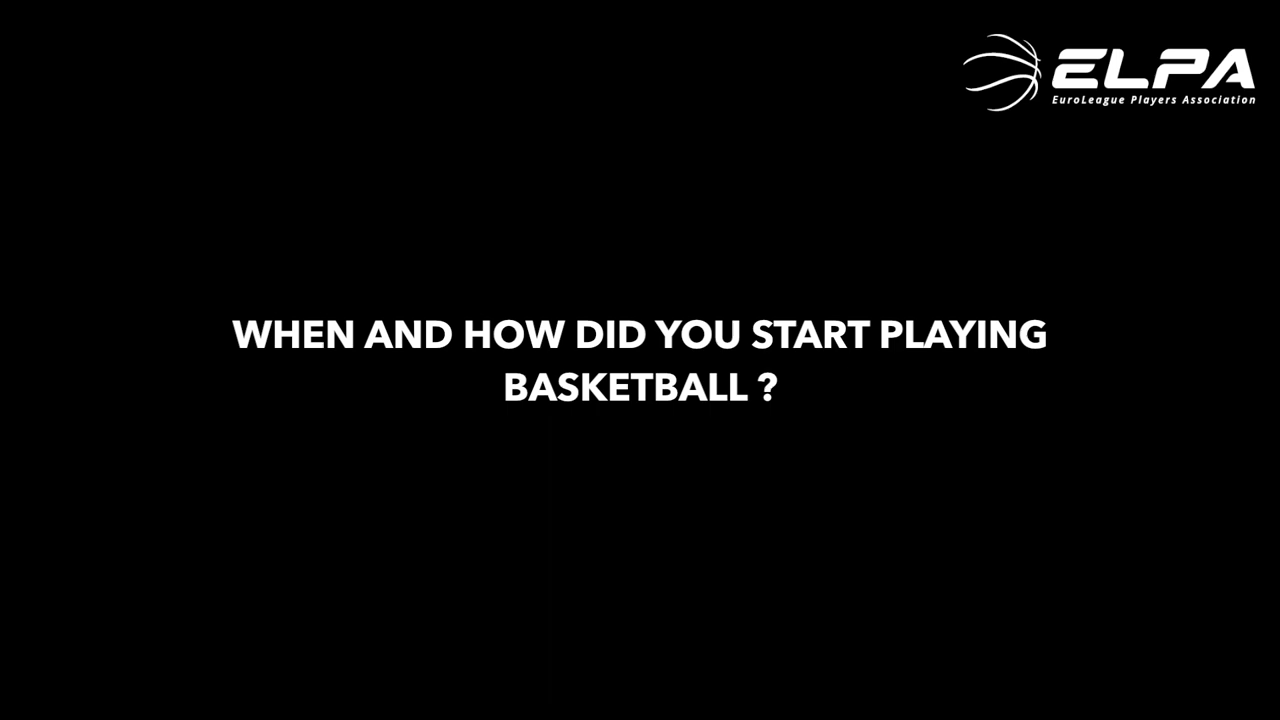 ELPA
EuroLeague Players Association
WHEN AND HOW DID YOU START PLAYING
BASKETBALL ?